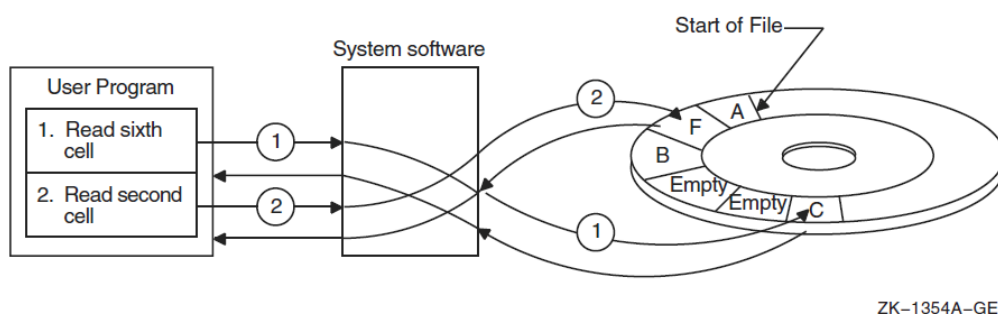 Start of File
System software
User Program
1. Read sixth
cell
2. Read second
cell
1
2
2
1
A
F
B
Empty
Empty
C
ZK–1354A–GE